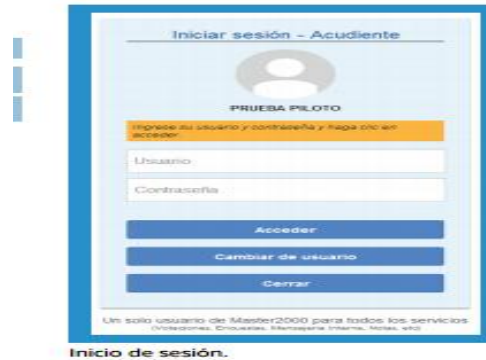 Iniciar sesión - Acudiente
PRUEBA PILOTO
Ingrese su usuario y contraseña y haga clic en
acceder.
Usuario
Contraseña
Acceder
Cambiar de usuario
Cerrar
Un solo usuario de Master2000 para todos los servicios
(Votaciones, Encuestas, Mensajería Interna, Notas, etc)
Inicio de sesión.